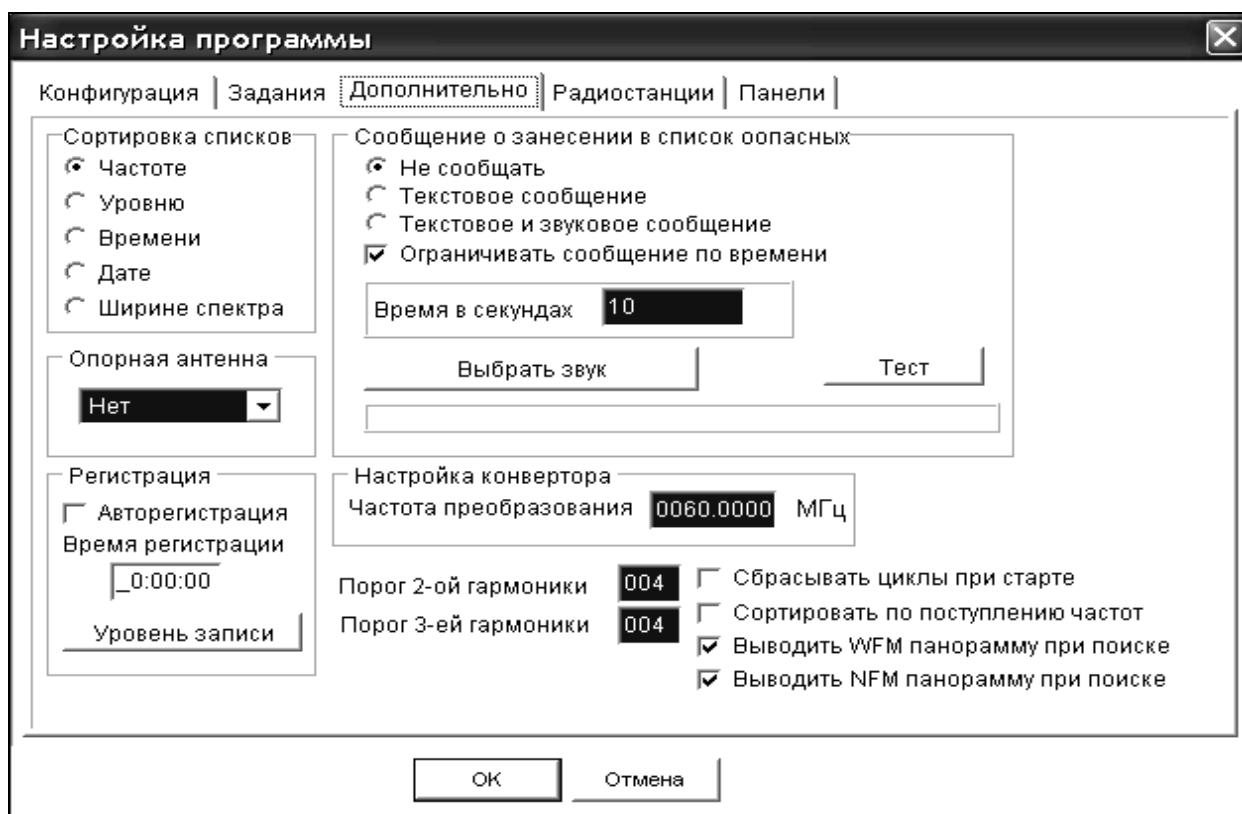 Настройка программы
Конфигурация Задания Дополнительно Радиостанции Панели
Сортировка списков
Частоте
Уровню
Времени
Дате
Ширине спектра
Сообщение о занесении в список оопасных
Не сообщать
Текстовое сообщение
Текстовое и звуковое сообщение
Ограничивать сообщение по времени
Время в секундах 10
Выбрать звук Тест
Опорная антенна
Нет
Регистрация
Авторегистрация
Время регистрации
_0:00:00
Уровень записи
Настройка конвертора
Частота преобразования 0060.0000 МГц
Порог 2-ой гармоники 004
Порог 3-ей гармоники 004
Сбрасывать циклы при старте
Сортировать по поступлению частот
Выводить WFM панораму при поиске
Выводить NFM панораму при поиске
OK Отмена